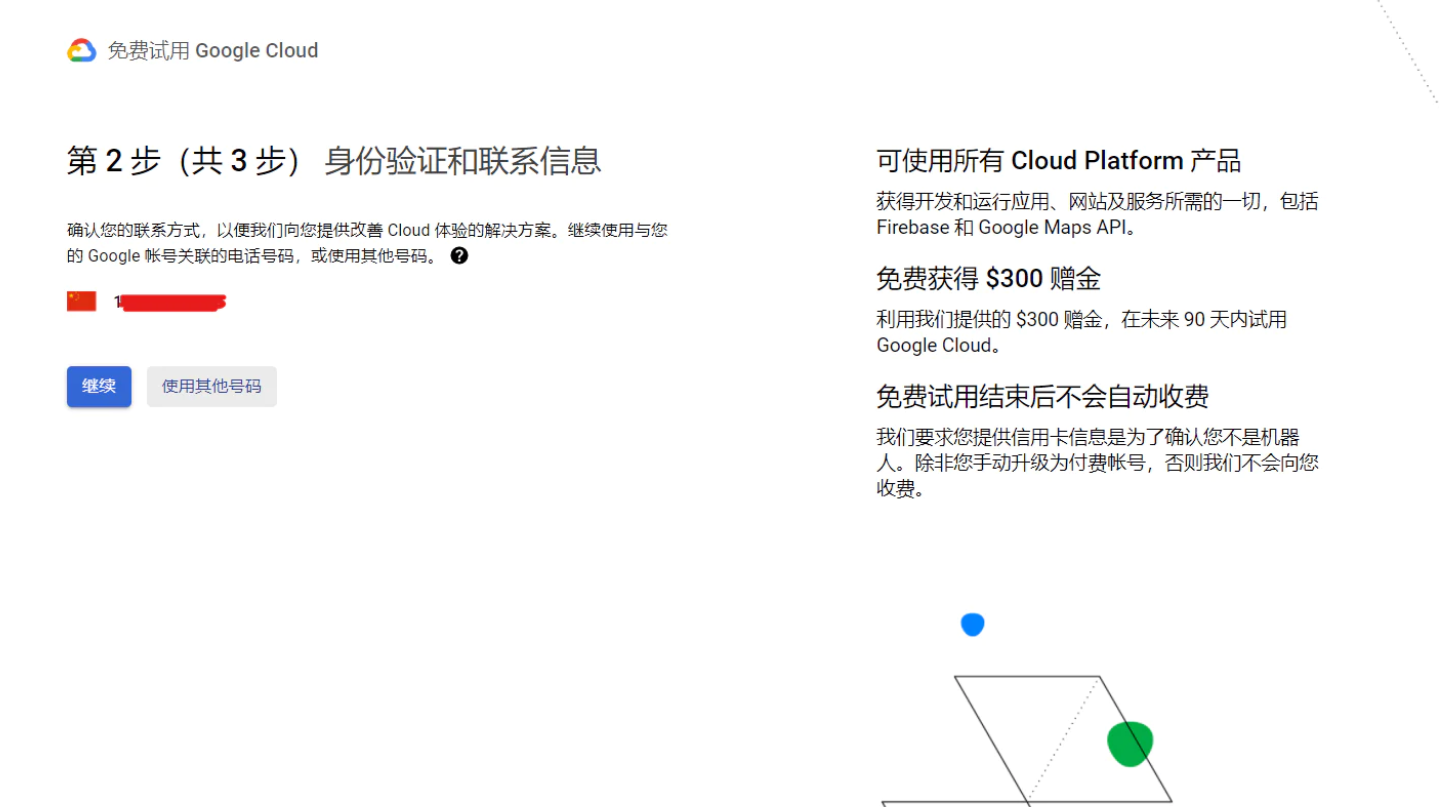 免费试用 Google Cloud
第 2 步（共 3 步） 身份验证和联系信息
确认您的联系方式，以便我们向您提供改善 Cloud 体验的解决方案。继续使用与您
的 Google 帐号关联的电话号码，或使用其他号码。
继续
使用其他号码
可使用所有 Cloud Platform 产品
获得开发和运行应用、网站及服务所需的一切，包括
Firebase 和 Google Maps API。
免费获得 $300 赠金
利用我们提供的 $300 赠金，在未来 90 天内试用
Google Cloud。
免费试用结束后不会自动收费
我们要求您提供信用卡信息是为了确认您不是机器
人。除非您手动升级为付费帐号，否则我们不会向您
收费。